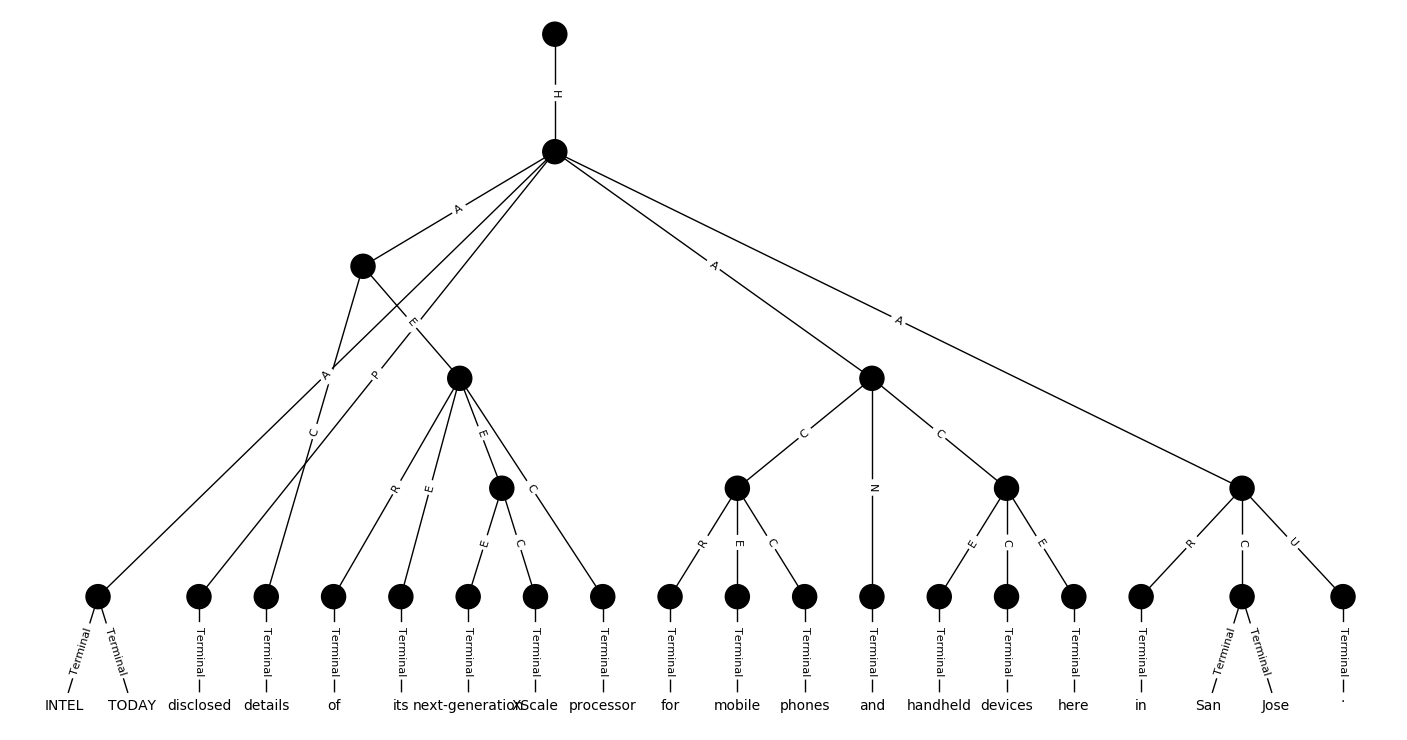 H
A
A
E
A
A
P
C
C
E
C
C
R
E
C
N
R
E
C
E
C
R
E
C
E
C
E
R
C
U
Terminal Terminal Terminal Terminal Terminal Terminal Terminal Terminal Terminal Terminal Terminal Terminal Terminal Terminal Terminal Terminal Terminal Terminal Terminal Terminal
INTEL TODAY disclosed details of its next-generation XScale processor for mobile phones and handheld devices here in San Jose .